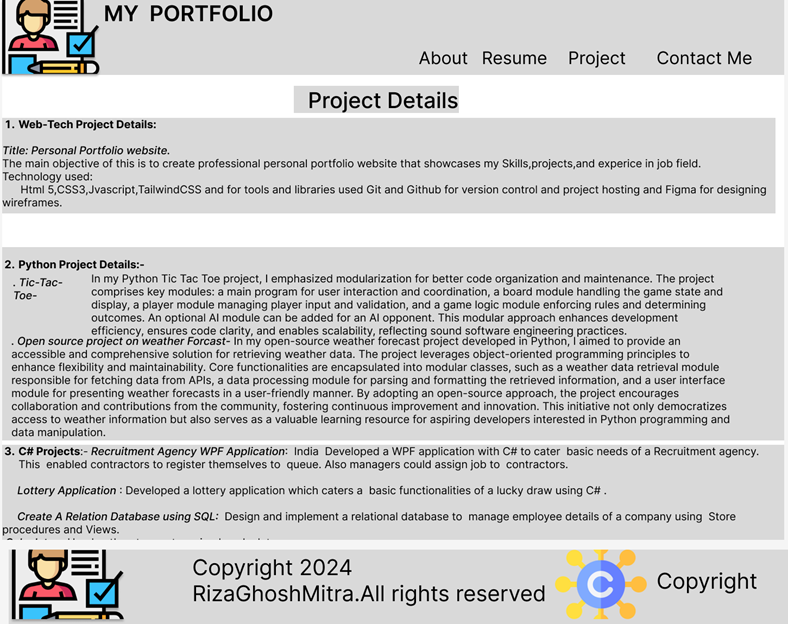 MY PORTFOLIO
About Resume Project Contact Me
Project Details
1. Web-Tech Project Details:
Title: Personal Portfolio website.
The main objective of this is to create professional personal portfolio website that showcases my Skills,projects,and experice in job field.
Technology used:
Html 5,CSS3,Jvascript,TailwindCSS and for tools and libraries used Git and Github for version control and project hosting and Figma for designing
wireframes.
2. Python Project Details:-
. Tic-Tac-
Toe-
In my Python Tic Tac Toe project, I emphasized modularization for better code organization and maintenance. The project
comprises key modules: a main program for user interaction and coordination, a board module handling the game state and
display, a player module managing player input and validation, and a game logic module enforcing rules and determining
outcomes. An optional AI module can be added for an AI opponent. This modular approach enhances development
efficiency, ensures code clarity, and enables scalability, reflecting sound software engineering practices.
. Open source project on weather Forcast- In my open-source weather forecast project developed in Python, I aimed to provide an
accessible and comprehensive solution for retrieving weather data. The project leverages object-oriented programming principles to
enhance flexibility and maintainability. Core functionalities are encapsulated into modular classes, such as a weather data retrieval module
responsible for fetching data from APIs, a data processing module for parsing and formatting the retrieved information, and a user interface
module for presenting weather forecasts in a user-friendly manner. By adopting an open-source approach, the project encourages
collaboration and contributions from the community, fostering continuous improvement and innovation. This initiative not only democratizes
access to weather information but also serves as a valuable learning resource for aspiring developers interested in Python programming and
data manipulation.
3. C# Projects:- Recruitment Agency WPF Application: India Developed a WPF application with C# to cater basic needs of a Recruitment agency.
This enabled contractors to register themselves to queue. Also managers could assign job to contractors.
Lottery Application : Developed a lottery application which caters a basic functionalities of a lucky draw using C# .
Create A Relation Database using SQL: Design and implement a relational database to manage employee details of a company using Store
procedures and Views.
Copyright 2024
RizaGhoshMitra.All rights reserved
C
Copyright